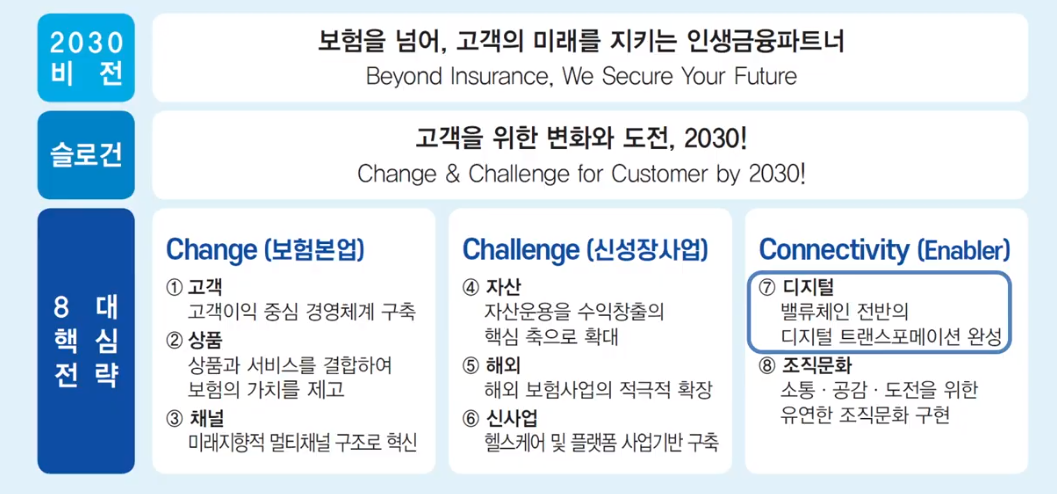 2030
비 전
보험을 넘어, 고객의 미래를 지키는 인생금융파트너
Beyond Insurance, We Secure Your Future
슬로건
고객을 위한 변화와 도전, 2030!
Change & Challenge for Customer by 2030!
8 대
핵 심
전 략
Change (보험본업)
① 고객
고객이익 중심 경영체계 구축
② 상품
상품과 서비스를 결합하여
보험의 가치를 제고
③ 채널
미래지향적 멀티채널 구조로 혁신
Challenge (신성장사업)
④ 자산
자산운용을 수익창출의
핵심 축으로 확대
⑤ 해외
해외 보험사업의 적극적 확장
⑥ 신사업
헬스케어 및 플랫폼 사업기반 구축
Connectivity (Enabler)
⑦ 디지털
밸류체인 전반의
디지털 트랜스포메이션 완성
⑧ 조직문화
소통·공감·도전을 위한
유연한 조직문화 구현